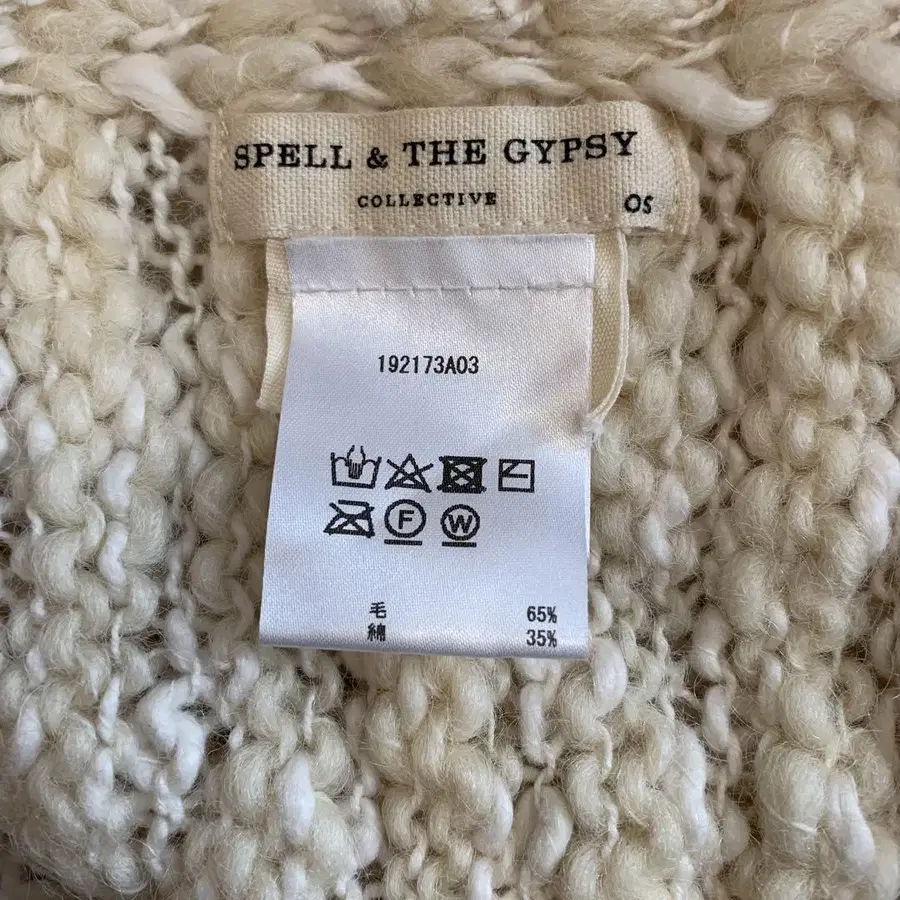 SPELL & THE GYPSY
COLLECTIVE OS
192173A03
F W
毛 65%
綿 35%